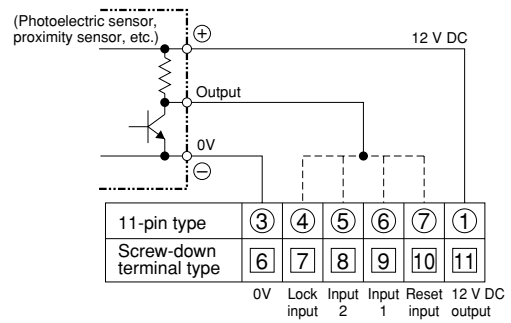 (Photoelectric sensor,
proximity sensor, etc.)
⊕
12 V DC
Output
0V
⊖
11-pin type ③ ④ ⑤ ⑥ ⑦ ①
Screw-down
terminal type 6 7 8 9 10 11
0V Lock input Input 2 Input 1 Reset input 12 V DC output